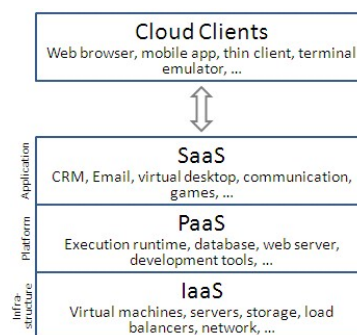 Cloud Clients
Web browser, mobile app, thin client, terminal
emulator, ...
Application
SaaS
CRM, Email, virtual desktop, communication,
games, ...
Platform
PaaS
Execution runtime, database, web server,
development tools, ...
Infra-
structure
IaaS
Virtual machines, servers, storage, load
balancers, network, ...